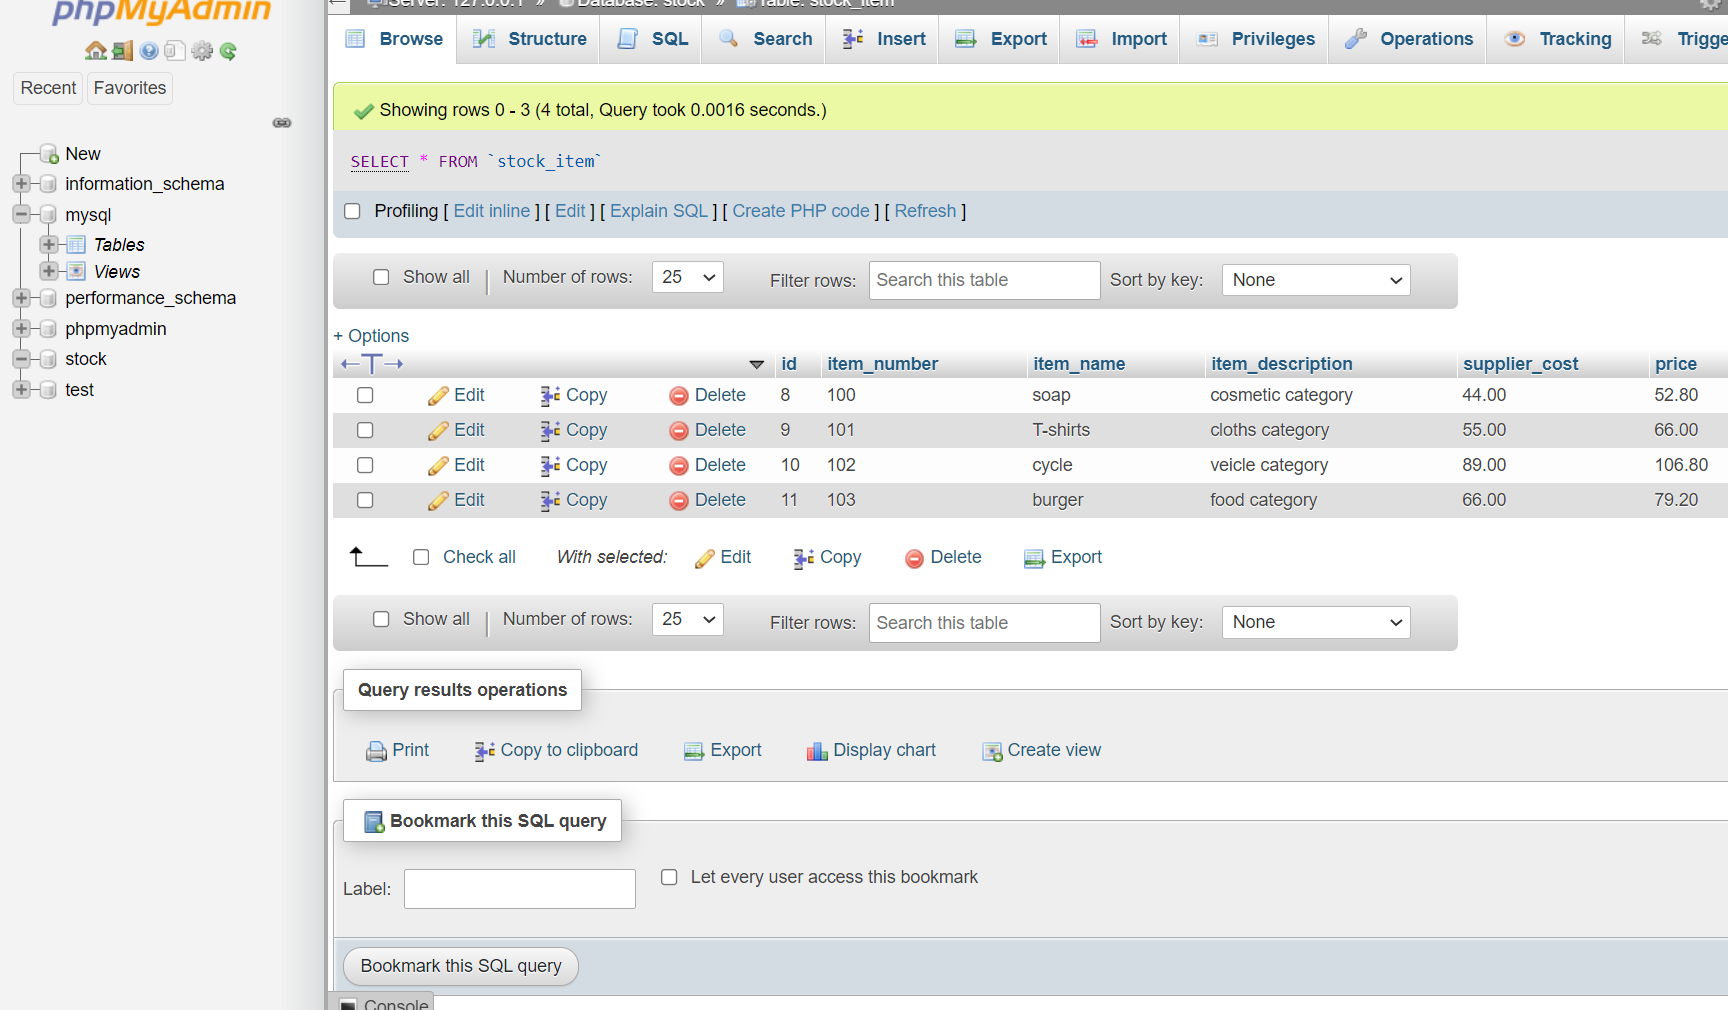 phpMyAdmin
Recent Favorites
New
information_schema
mysql
Tables
Views
performance_schema
phpmyadmin
stock
test
Server: 127.0.0.1 » Database: stock » Table: stock_item
Browse Structure SQL Search Insert Export Import Privileges Operations Tracking Trigge
Showing rows 0 - 3 (4 total, Query took 0.0016 seconds.)
SELECT * FROM `stock_item`
Profiling [ Edit inline ] [ Edit ] [ Explain SQL ] [ Create PHP code ] [ Refresh ]
Show all | Number of rows: 25 Filter rows: Search this table Sort by key: None
+ Options
←T→ id item_number item_name item_description supplier_cost price
Edit Copy Delete 8 100 soap cosmetic category 44.00 52.80
Edit Copy Delete 9 101 T-shirts cloths category 55.00 66.00
Edit Copy Delete 10 102 cycle veicle category 89.00 106.80
Edit Copy Delete 11 103 burger food category 66.00 79.20
Check all With selected: Edit Copy Delete Export
Show all | Number of rows: 25 Filter rows: Search this table Sort by key: None
Query results operations
Print Copy to clipboard Export Display chart Create view
Bookmark this SQL query
Label: Let every user access this bookmark
Bookmark this SQL query
Console